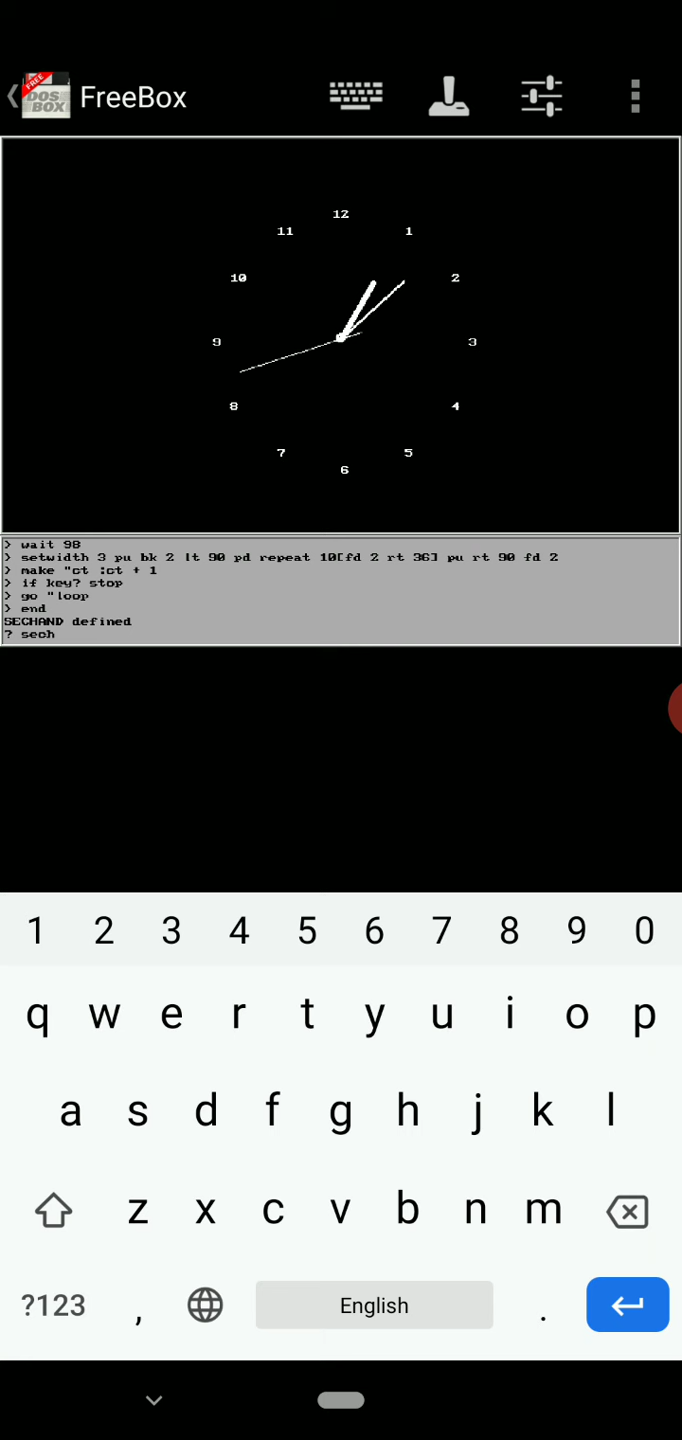 FREE
DOS
BOX
FreeBox
12
11
1
10
2
9
3
8
4
7
5
6
> wait 98
> setwidth 3 pu bk 2 lt 90 pd repeat 10[fd 2 rt 36] pu rt 90 fd 2
> make "ct :ct + 1
> if key? stop
> go "loop
> end
SECHAND defined
? sech
1 2 3 4 5 6 7 8 9 0
q w e r t y u i o p
a s d f g h j k l
z x c v b n m
?123 , English .